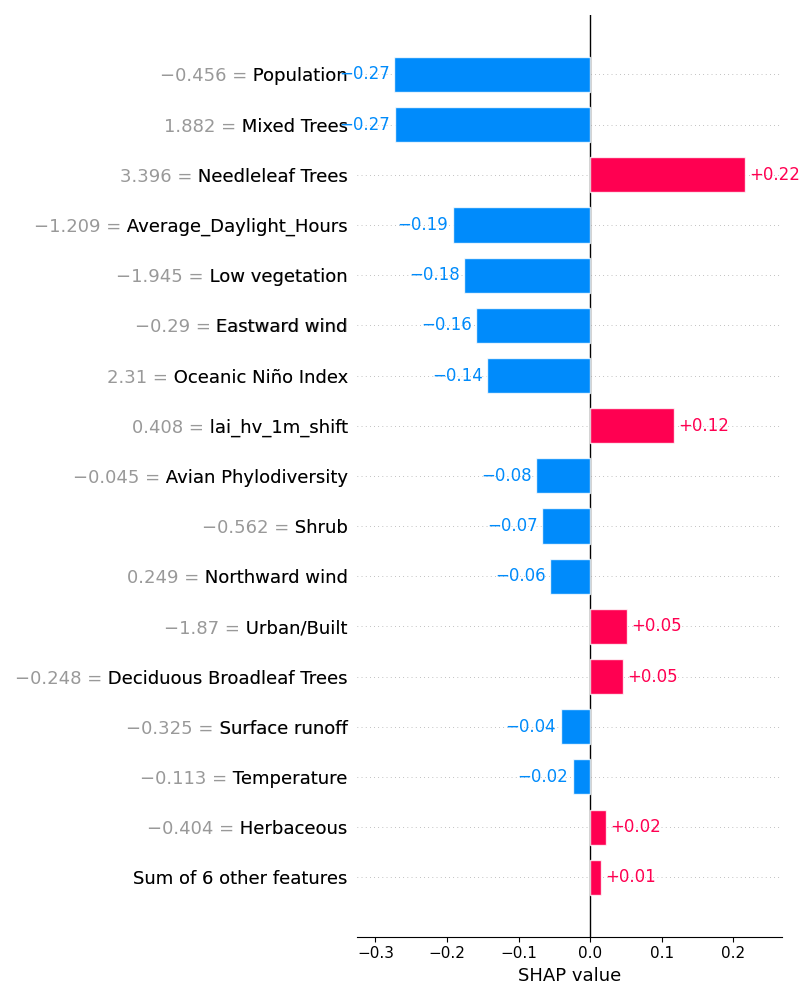 −0.456 = Population −0.27
1.882 = Mixed Trees −0.27
3.396 = Needleleaf Trees +0.22
−1.209 = Average_Daylight_Hours −0.19
−1.945 = Low vegetation −0.18
−0.29 = Eastward wind −0.16
2.31 = Oceanic Niño Index −0.14
0.408 = lai_hv_1m_shift +0.12
−0.045 = Avian Phylodiversity −0.08
−0.562 = Shrub −0.07
0.249 = Northward wind −0.06
−1.87 = Urban/Built +0.05
−0.248 = Deciduous Broadleaf Trees +0.05
−0.325 = Surface runoff −0.04
−0.113 = Temperature −0.02
−0.404 = Herbaceous +0.02
Sum of 6 other features +0.01
−0.3 −0.2 −0.1 0.0 0.1 0.2
SHAP value